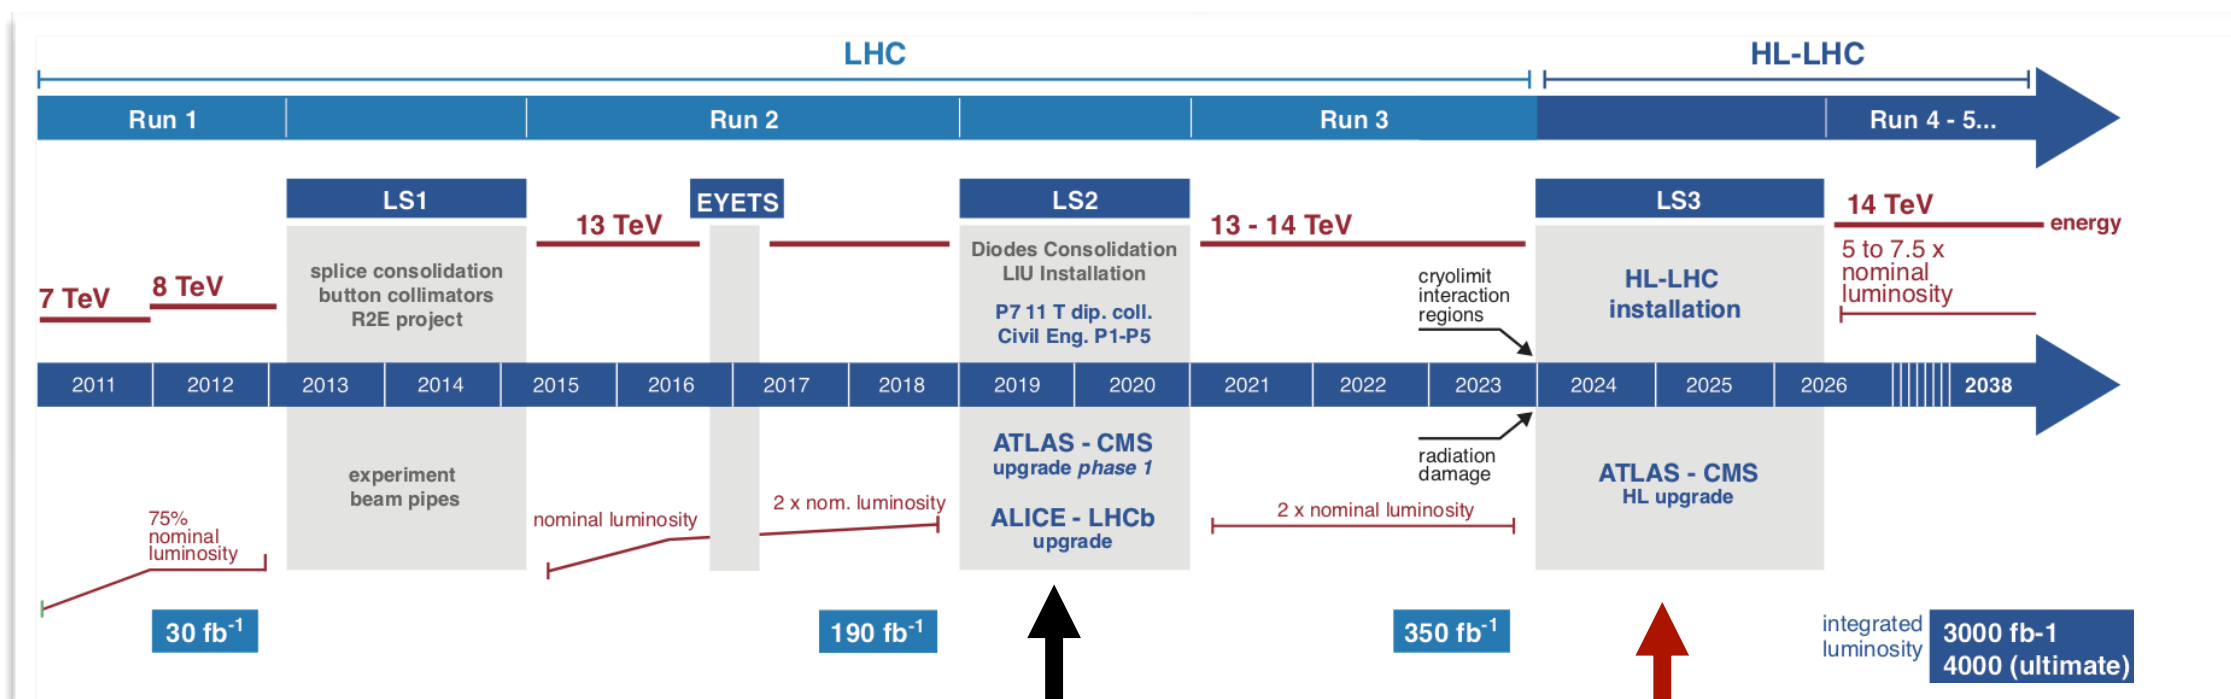 LHC
HL-LHC
Run 1
Run 2
Run 3
Run 4 - 5...
LS1
EYETS
LS2
LS3
14 TeV
energy
13 TeV
13 - 14 TeV
7 TeV
8 TeV
splice consolidation
button collimators
R2E project
Diodes Consolidation
LIU Installation
P7 11 T dip. coll.
Civil Eng. P1-P5
cryolimit
interaction
regions
HL-LHC
installation
5 to 7.5 x
nominal
luminosity
2011
2012
2013
2014
2015
2016
2017
2018
2019
2020
2021
2022
2023
2024
2025
2026
2038
experiment
beam pipes
ATLAS - CMS
upgrade phase 1
ALICE - LHCb
upgrade
radiation
damage
ATLAS - CMS
HL upgrade
75%
nominal
luminosity
nominal luminosity
2 x nom. luminosity
2 x nominal luminosity
30 fb-1
190 fb-1
350 fb-1
integrated
luminosity
3000 fb-1
4000 (ultimate)